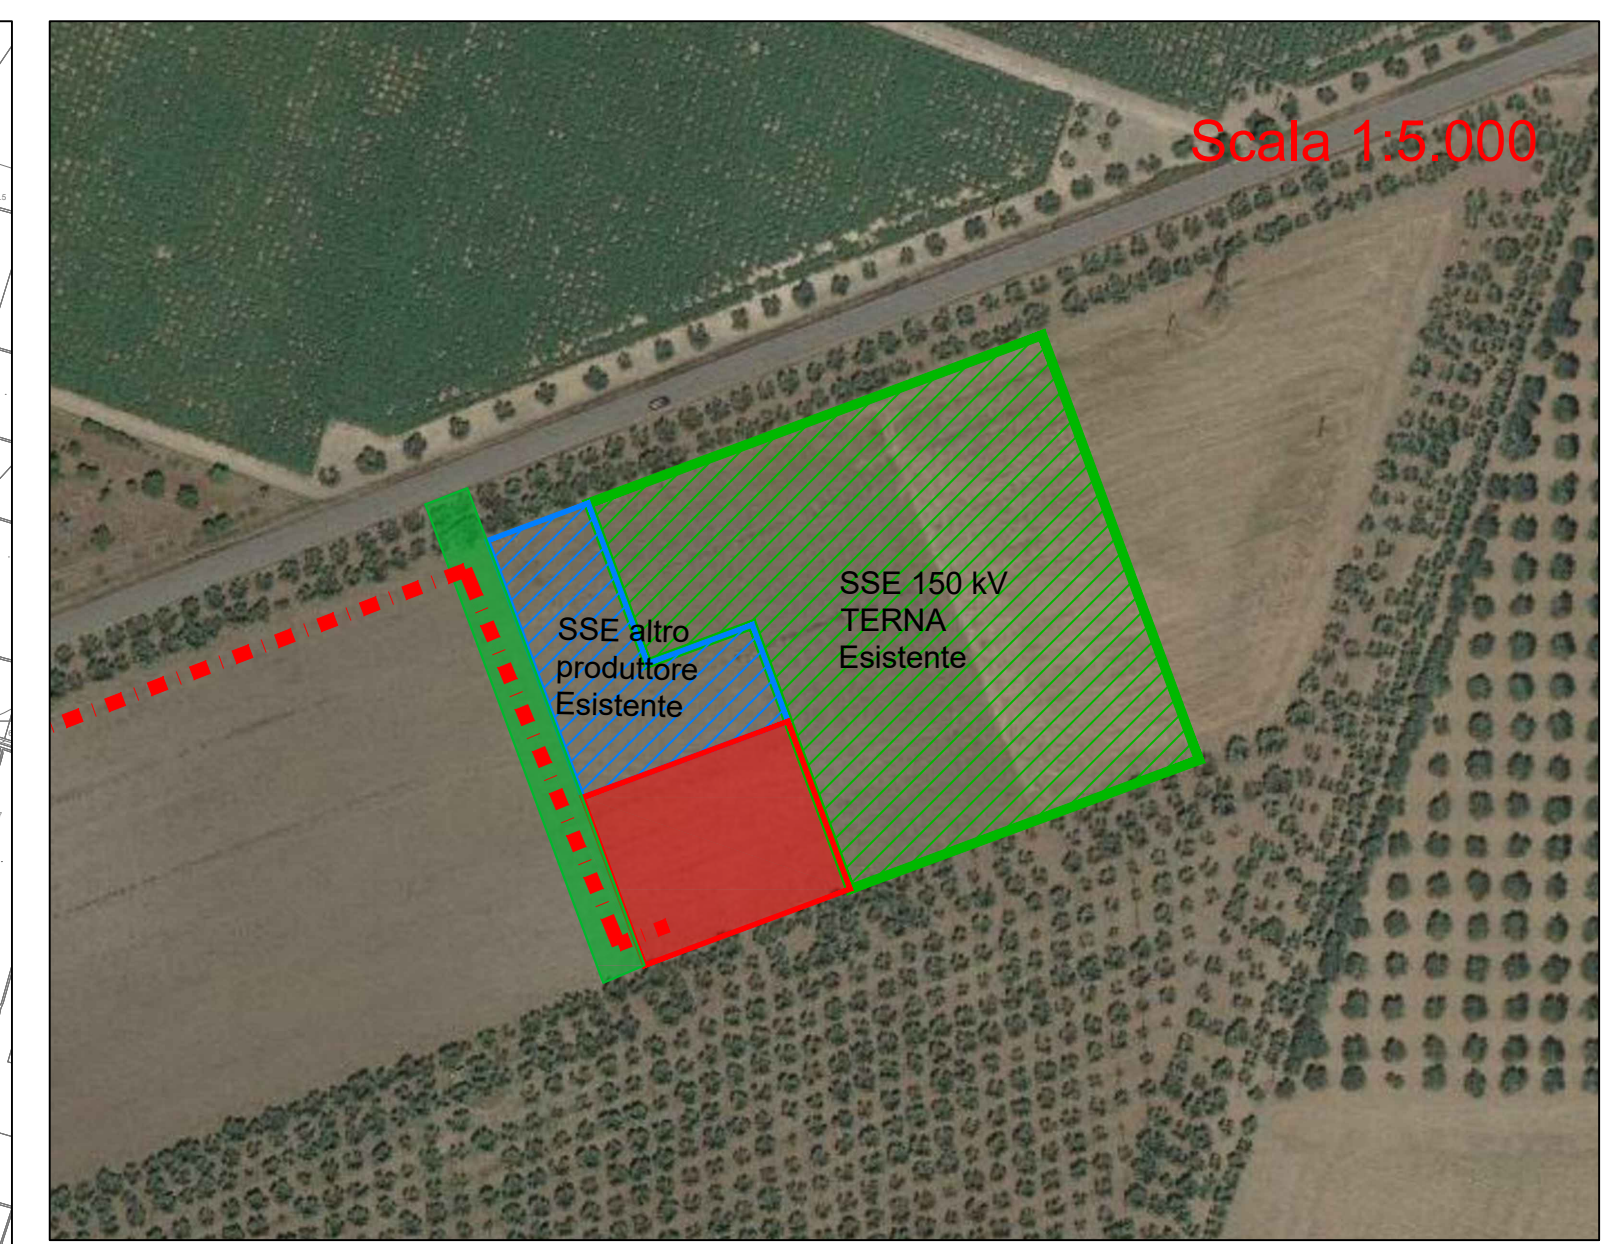 Scala 1:5.000
SSE 150 kV
TERNA
Esistente
SSE altro
produttore
Esistente